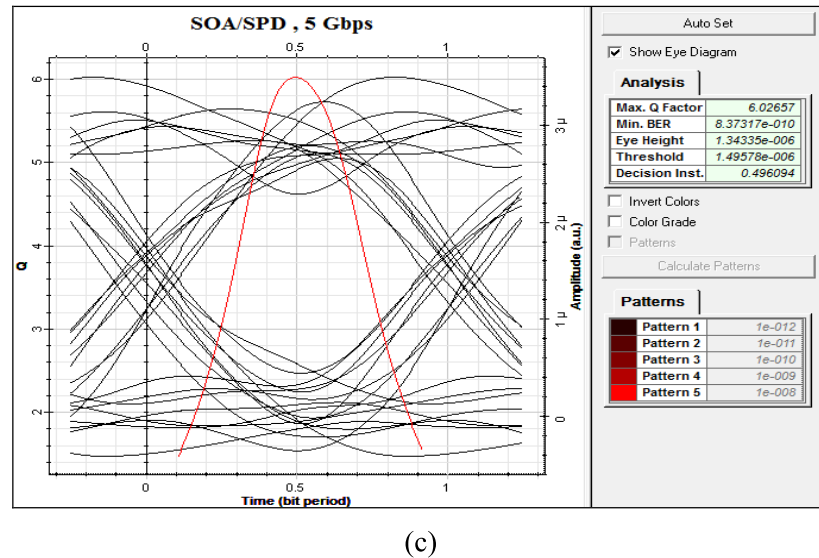 SOA/SPD , 5 Gbps
0 0.5 1
6
5
4
3
2
Q
3 µ
2 µ
1 µ
0
Amplitude (a.u.)
0 0.5 1
Time (bit period)
Auto Set
Show Eye Diagram
Analysis
Max. Q Factor 6.02657
Min. BER 8.37317e-010
Eye Height 1.34335e-006
Threshold 1.49578e-006
Decision Inst. 0.496094
Invert Colors
Color Grade
Patterns
Calculate Patterns
Patterns
Pattern 1 1e-012
Pattern 2 1e-011
Pattern 3 1e-010
Pattern 4 1e-009
Pattern 5 1e-008
(c)